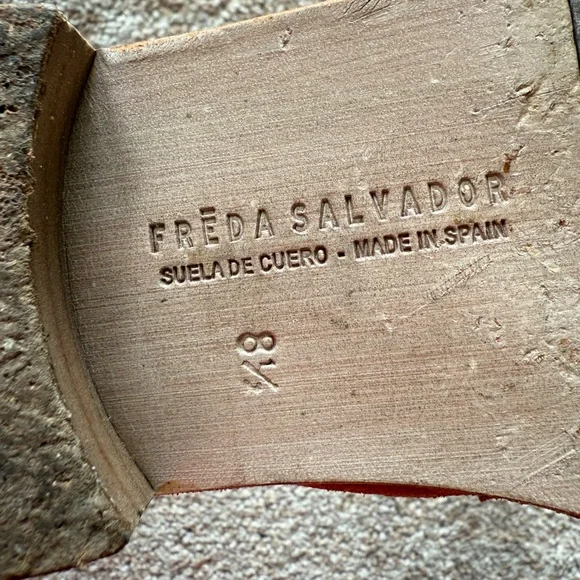 FRĒDA SALVADOR
SUELA DE CUERO - MADE IN SPAIN
8½